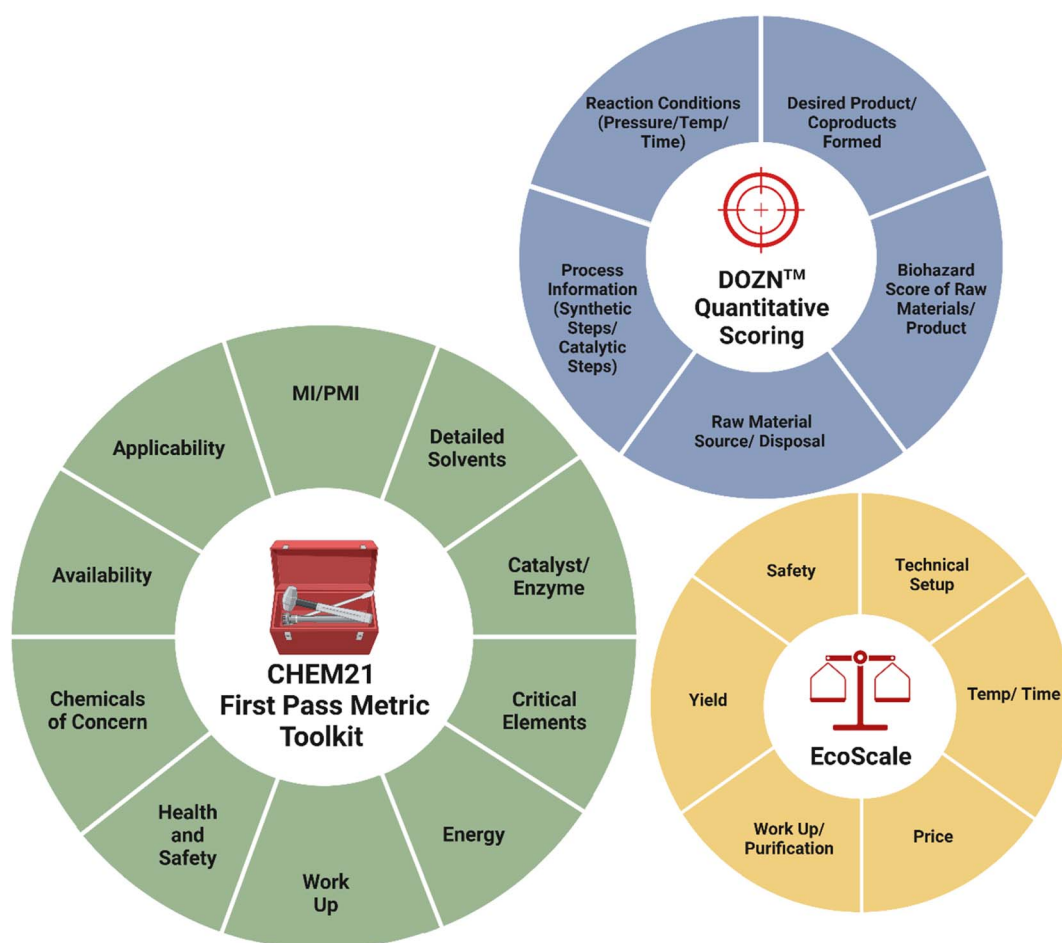 Reaction Conditions
(Pressure/Temp/
Time)
Desired Product/
Coproducts
Formed
Biohazard
Score of Raw
Materials/
Product
Raw Material
Source/ Disposal
Process
Information
(Synthetic
Steps/
Catalytic
Steps)
DOZN™
Quantitative
Scoring
MI/PMI
Detailed
Solvents
Catalyst/
Enzyme
Critical
Elements
Energy
Work
Up
Health
and
Safety
Chemicals
of Concern
Availability
Applicability
CHEM21
First Pass Metric
Toolkit
Safety
Technical
Setup
Temp/ Time
Price
Work Up/
Purification
Yield
EcoScale